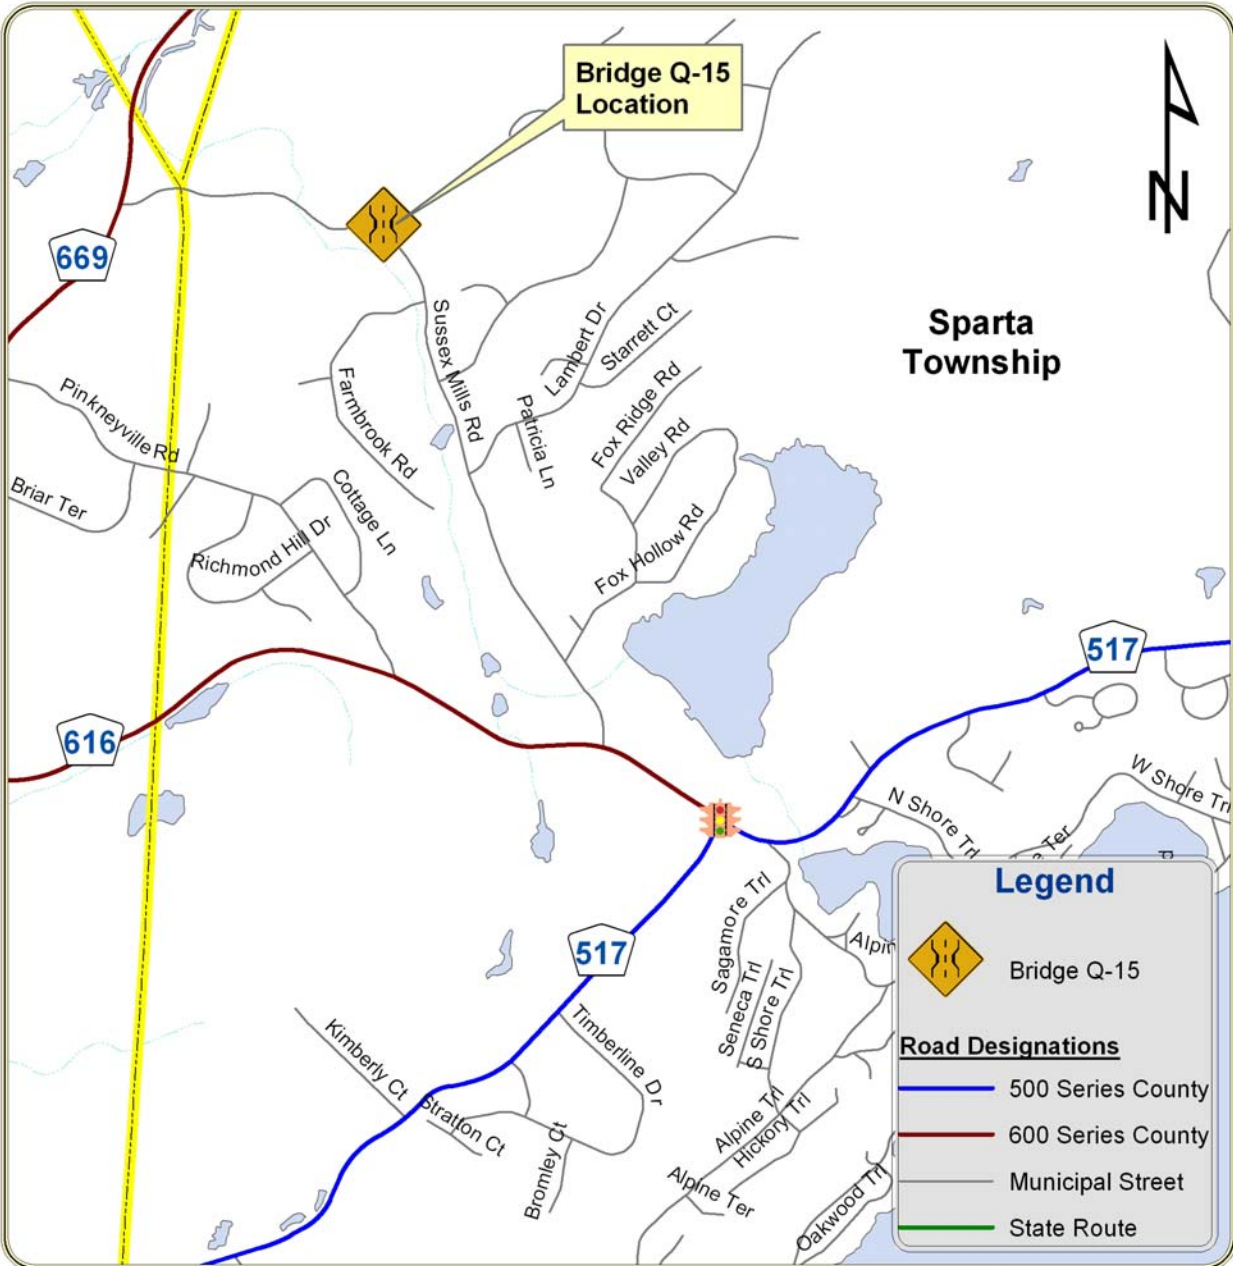 Bridge Q-15
Location
N
669
Sparta
Township
Sussex Mills Rd
Lambert Dr
Starrett Ct
Pinkneyville Rd
Farmbrook Rd
Patricia Ln
Fox Ridge Rd
Valley Rd
Briar Ter
Cottage Ln
Richmond Hill Dr
Fox Hollow Rd
517
616
W Shore Trl
N Shore Trl
Ter
Legend
Sagamore Trl
517
Alpin
Bridge Q-15
Seneca Trl
S Shore Trl
Kimberly Ct
Timberline Dr
Road Designations
500 Series County
Stratton Ct
Alpine Trl
Hickory Trl
600 Series County
Bromley Ct
Alpine Ter
Municipal Street
Oakwood Trl
State Route